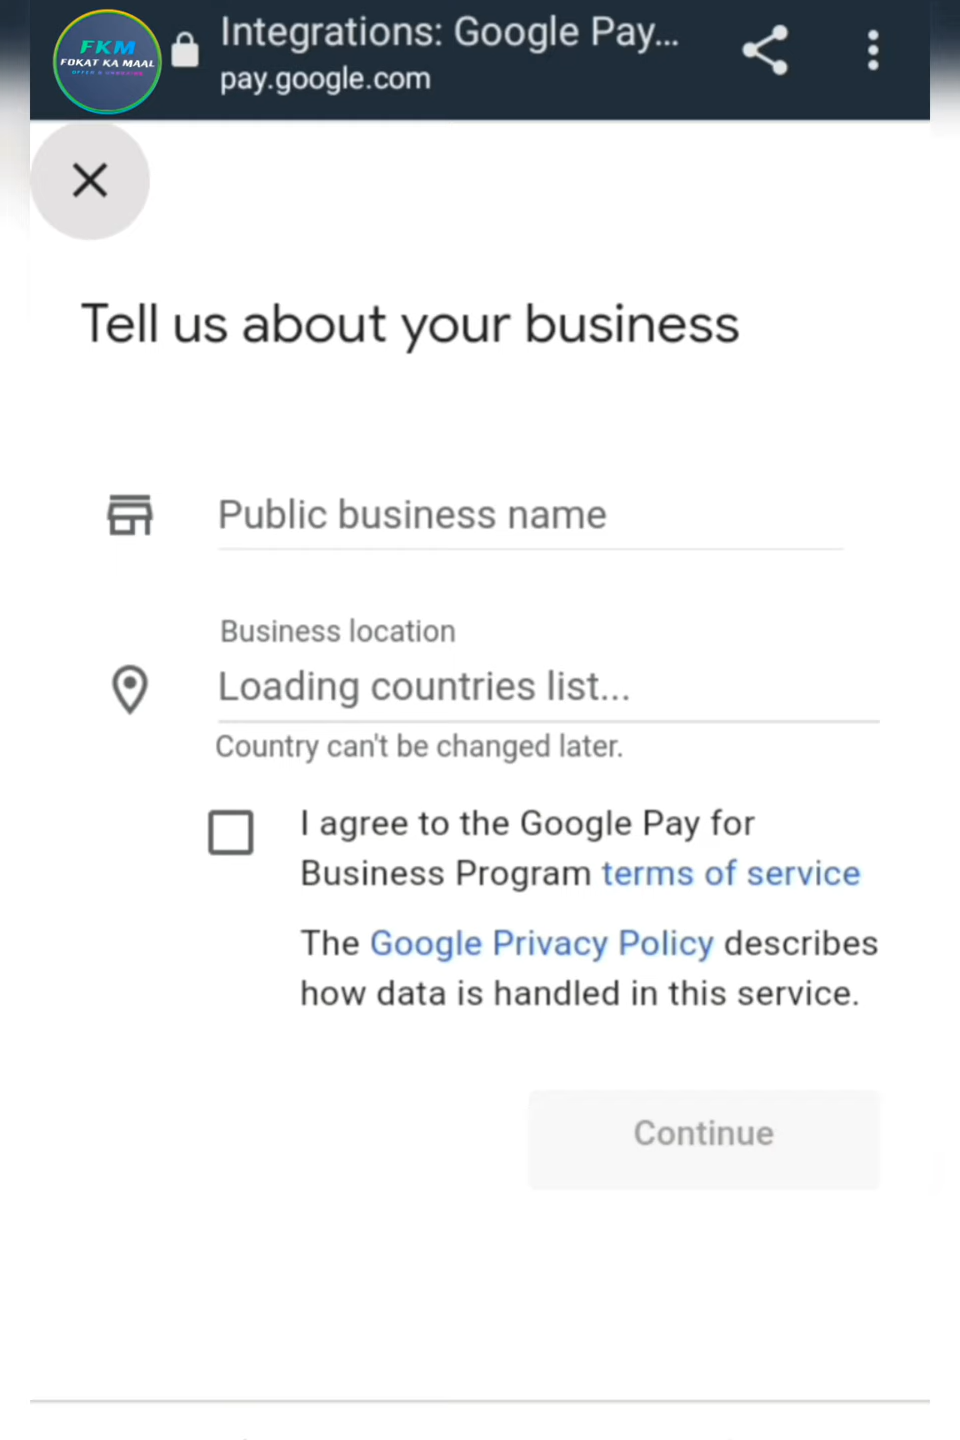 FKM
FOKAT KA MAAL
OFFER & UNBOXING
Integrations: Google Pay...
pay.google.com
Tell us about your business
Public business name
Business location
Loading countries list...
Country can't be changed later.
I agree to the Google Pay for
Business Program terms of service
The Google Privacy Policy describes
how data is handled in this service.
Continue